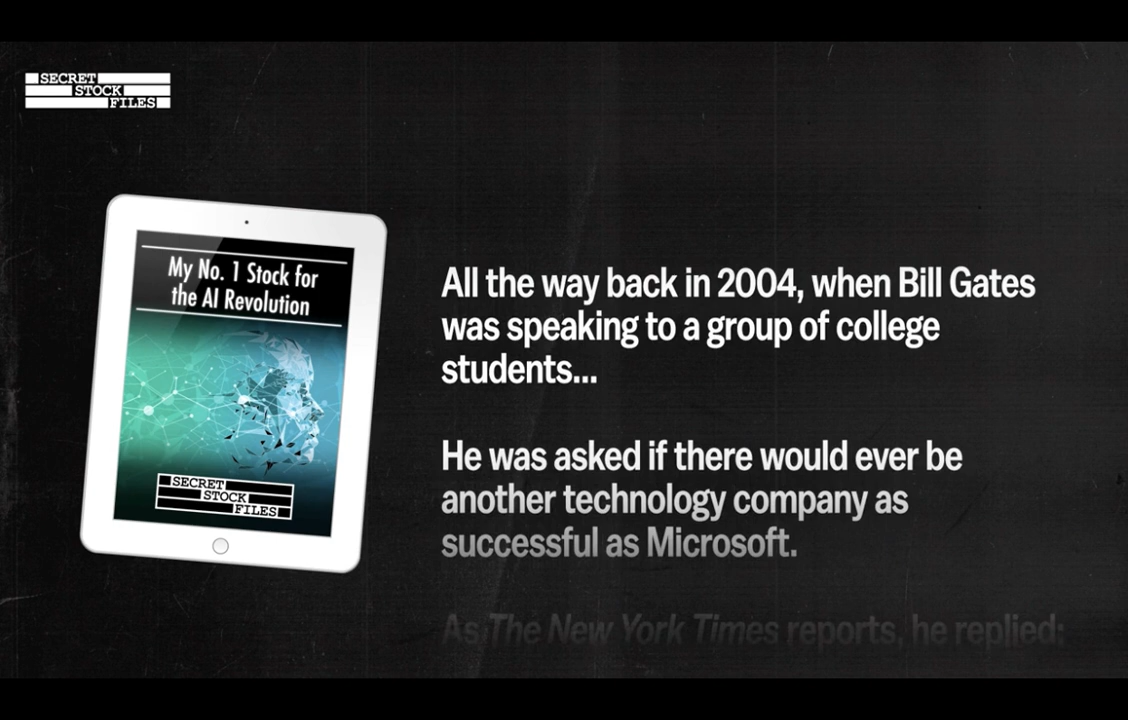 SECRET
STOCK
FILES
My No. 1 Stock for
the AI Revolution
SECRET
STOCK
FILES
All the way back in 2004, when Bill Gates
was speaking to a group of college
students...
He was asked if there would ever be
another technology company as
successful as Microsoft.
As The New York Times reports, he replied: